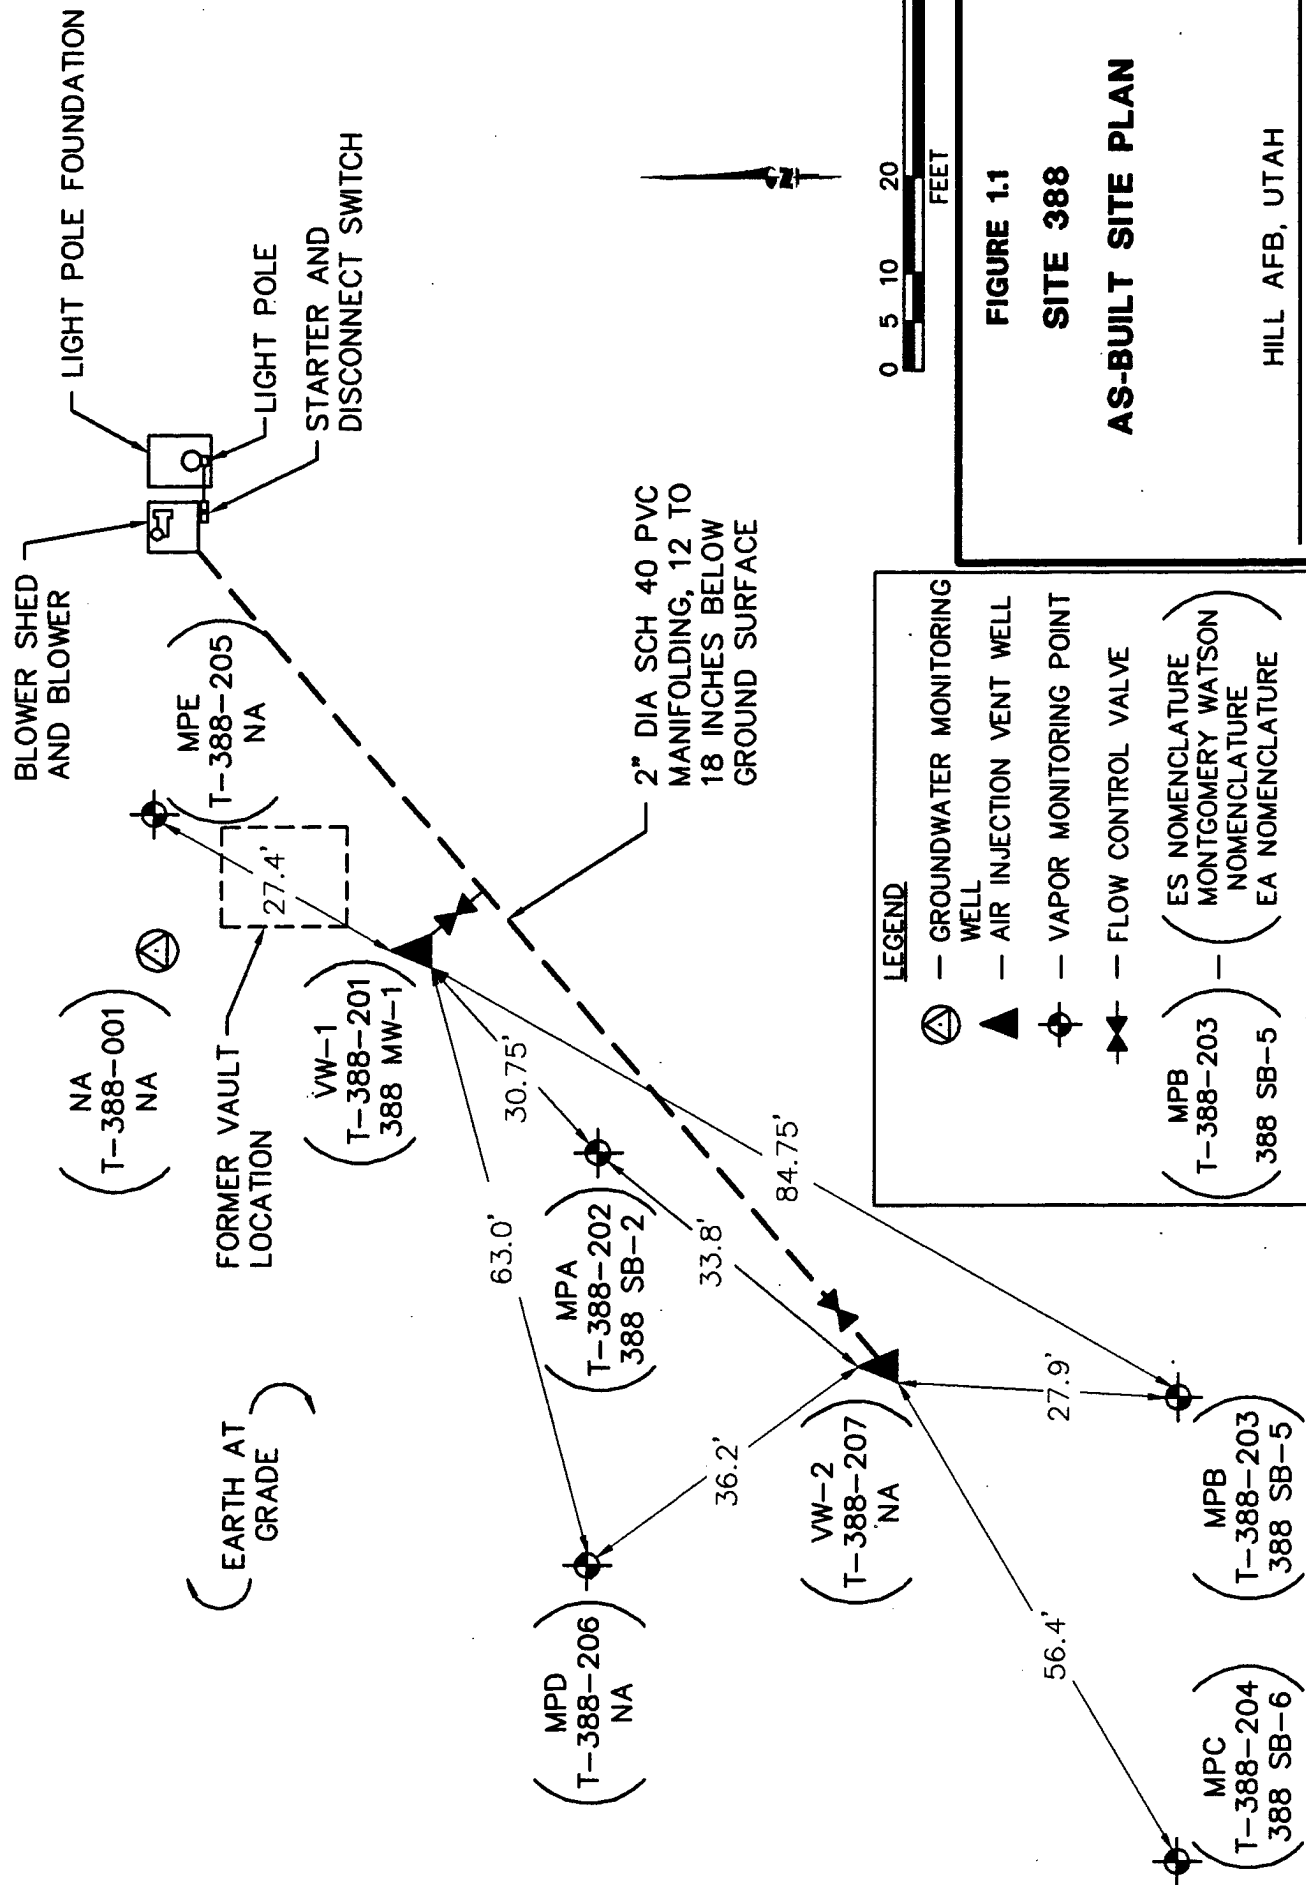 BLOWER SHED
AND BLOWER
LIGHT POLE FOUNDATION
LIGHT POLE
STARTER AND
DISCONNECT SWITCH
MPE
T-388-205
NA
NA
T-388-001
NA
27.4'
FORMER VAULT
LOCATION
VW-1
T-388-201
388 MW-1
EARTH AT
GRADE
63.0'
30.75'
MPA
T-388-202
388 SB-2
33.8'
84.75'
2" DIA SCH 40 PVC
MANIFOLDING, 12 TO
18 INCHES BELOW
GROUND SURFACE
MPD
T-388-206
NA
36.2'
VW-2
T-388-207
NA
27.9'
56.4'
MPB
T-388-203
388 SB-5
MPC
T-388-204
388 SB-6
N
0 5 10 20
FEET
LEGEND
— GROUNDWATER MONITORING
WELL
— AIR INJECTION VENT WELL
— VAPOR MONITORING POINT
— FLOW CONTROL VALVE
MPB
T-388-203
388 SB-5
—
ES NOMENCLATURE
MONTGOMERY WATSON
NOMENCLATURE
EA NOMENCLATURE
FIGURE 1.1
SITE 388
AS-BUILT SITE PLAN
HILL AFB, UTAH